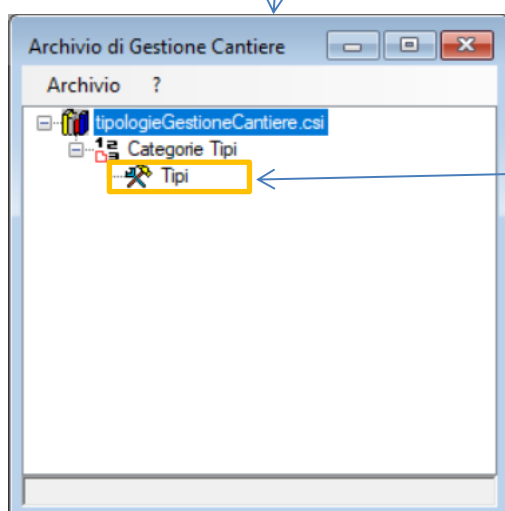 Archivio di Gestione Cantiere
Archivio ?
tipologieGestioneCantiere.csi
Categorie Tipi
Tipi